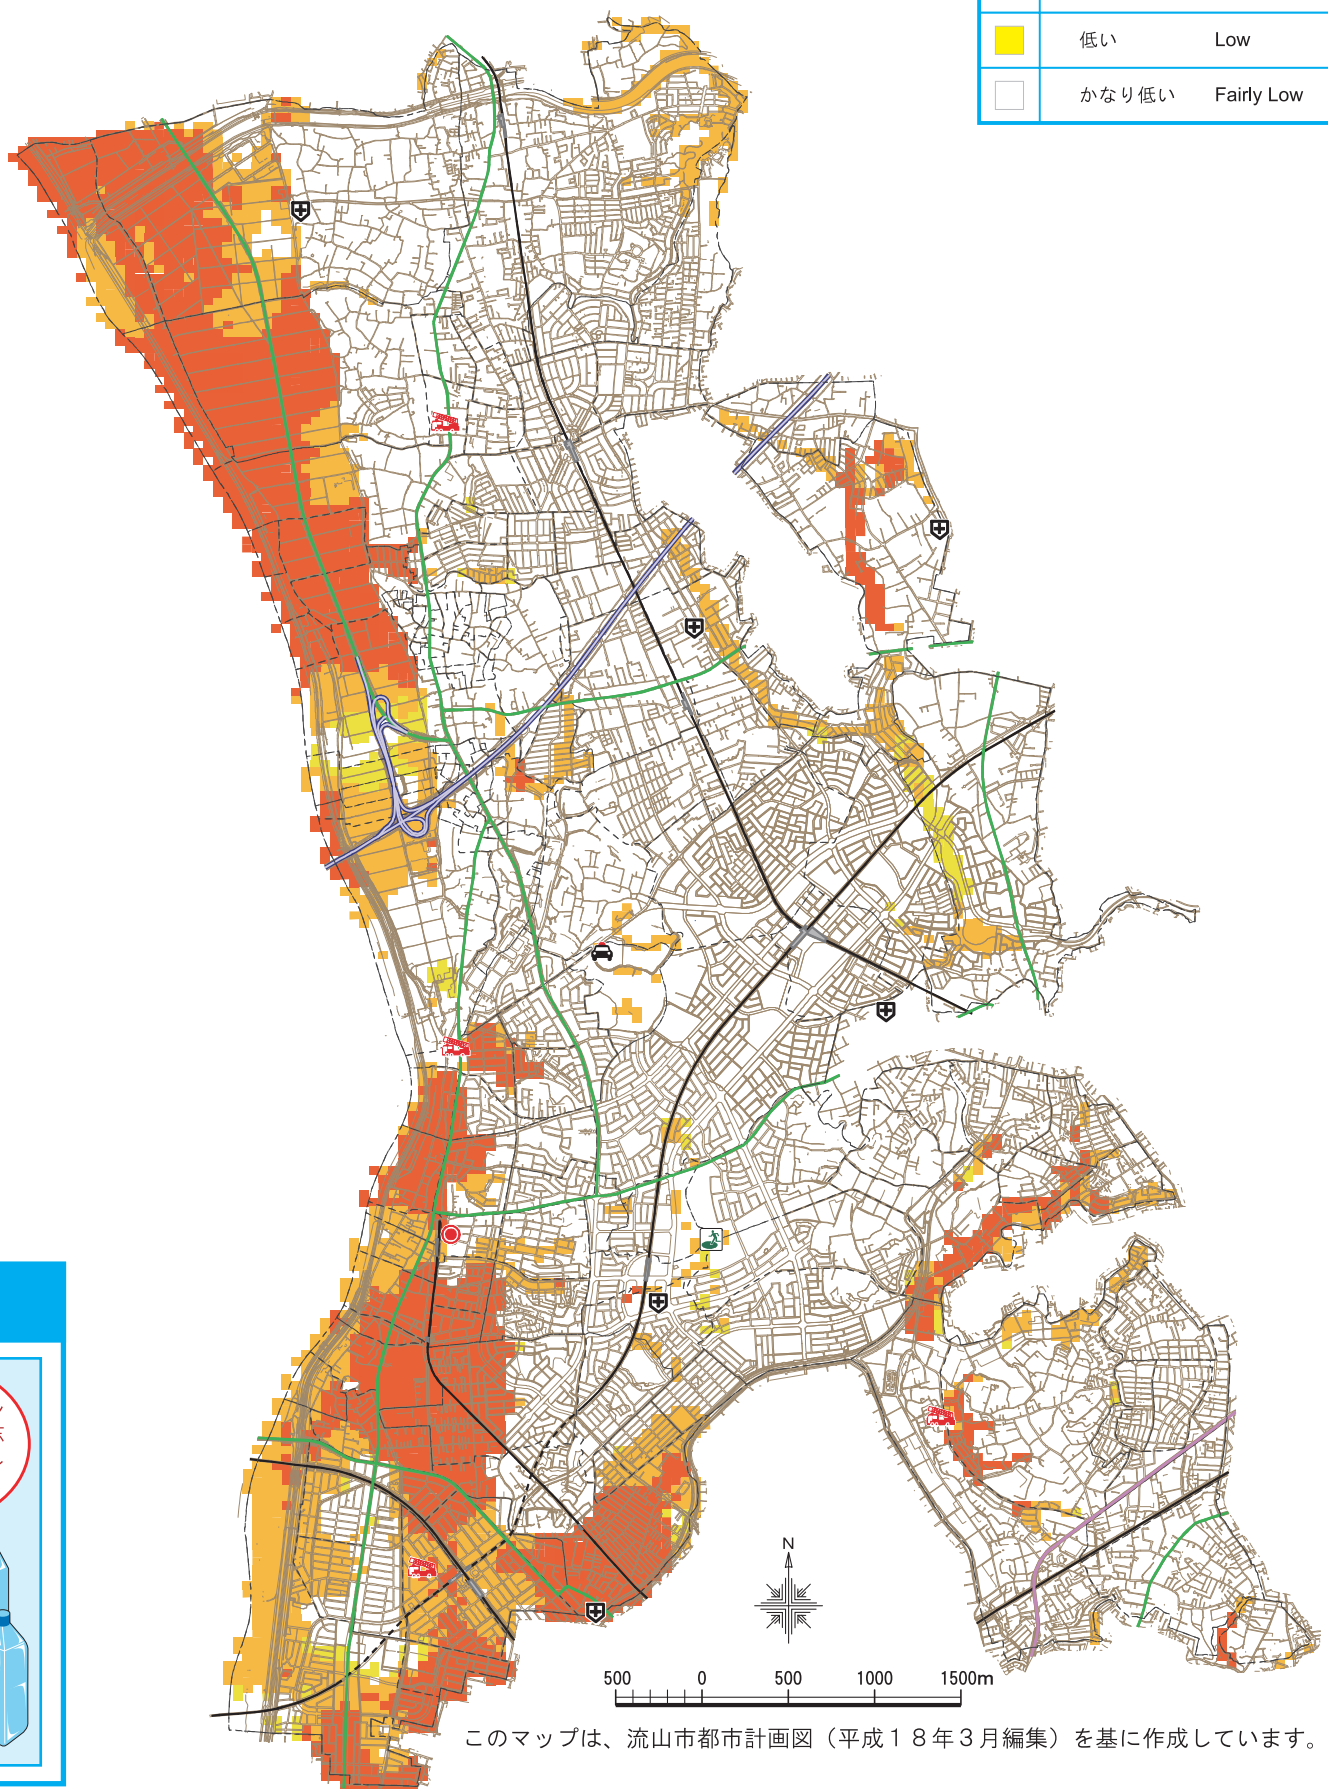 低い Low
かなり低い Fairly Low
N
500 0 500 1000 1500m
このマップは、流山市都市計画図（平成１８年３月編集）を基に作成しています。